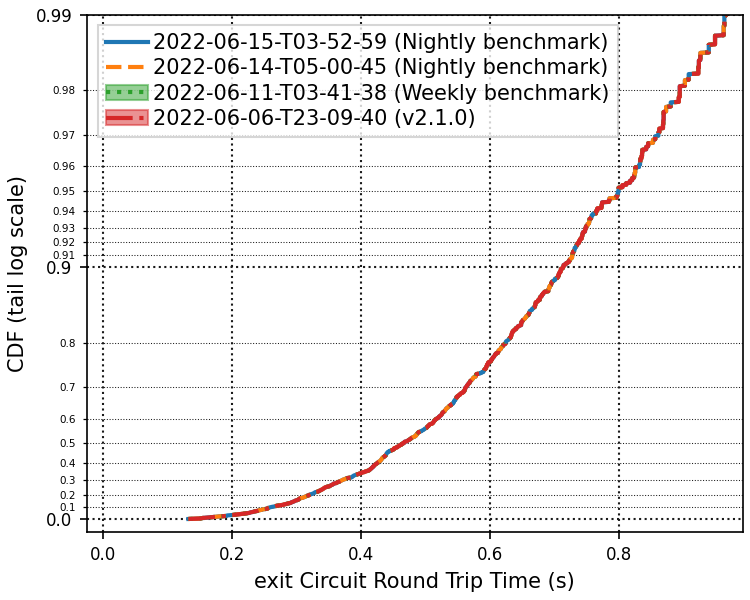 0.99
2022-06-15-T03-52-59 (Nightly benchmark)
2022-06-14-T05-00-45 (Nightly benchmark)
2022-06-11-T03-41-38 (Weekly benchmark)
2022-06-06-T23-09-40 (v2.1.0)
0.98
0.97
0.96
0.95
0.94
0.93
0.92
0.91
0.9
0.8
0.7
0.6
0.5
0.4
0.3
0.2
0.1
0.0
CDF (tail log scale)
0.0 0.2 0.4 0.6 0.8
exit Circuit Round Trip Time (s)